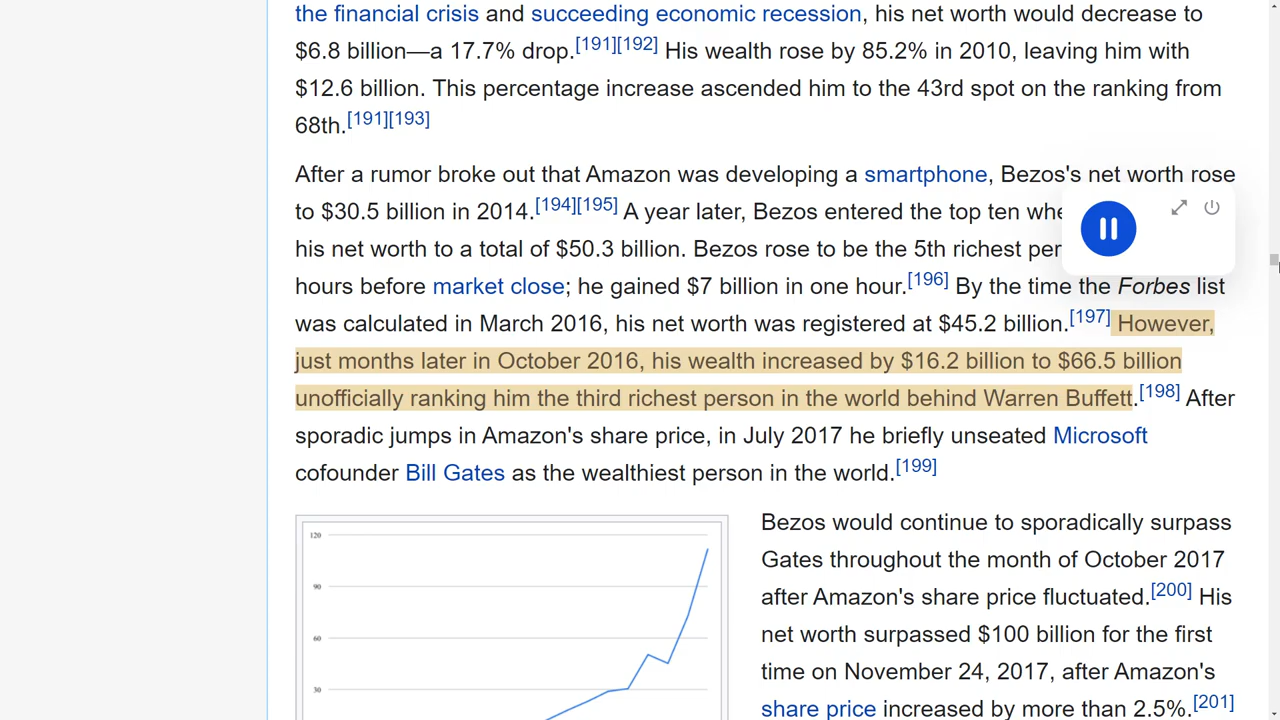 the financial crisis and succeeding economic recession, his net worth would decrease to
$6.8 billion—a 17.7% drop.[191][192] His wealth rose by 85.2% in 2010, leaving him with
$12.6 billion. This percentage increase ascended him to the 43rd spot on the ranking from
68th.[191][193]
After a rumor broke out that Amazon was developing a smartphone, Bezos's net worth rose
to $30.5 billion in 2014.[194][195] A year later, Bezos entered the top ten
his net worth to a total of $50.3 billion. Bezos rose to be the 5th richest
hours before market close; he gained $7 billion in one hour.[196] By the time the Forbes list
was calculated in March 2016, his net worth was registered at $45.2 billion.[197] However,
just months later in October 2016, his wealth increased by $16.2 billion to $66.5 billion
unofficially ranking him the third richest person in the world behind Warren Buffett.[198] After
sporadic jumps in Amazon's share price, in July 2017 he briefly unseated Microsoft
cofounder Bill Gates as the wealthiest person in the world.[199]
120
90
60
30
Bezos would continue to sporadically surpass
Gates throughout the month of October 2017
after Amazon's share price fluctuated.[200] His
net worth surpassed $100 billion for the first
time on November 24, 2017, after Amazon's
share price increased by more than 2.5%.[201]